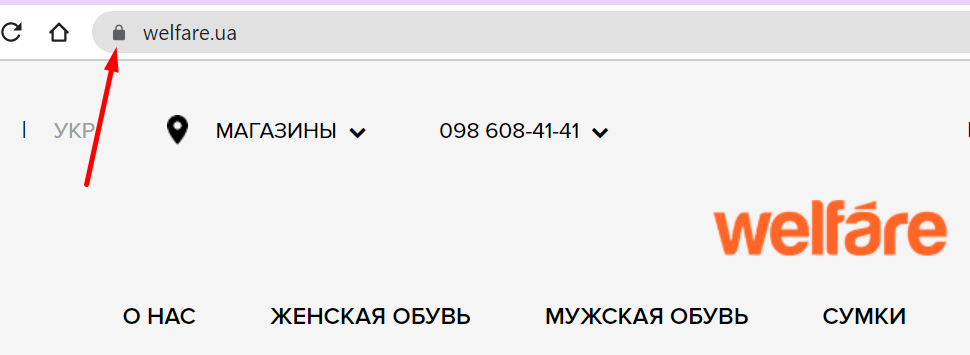 welfare.ua
| УКР МАГАЗИНЫ 098 608-41-41
welfáre
О НАС ЖЕНСКАЯ ОБУВЬ МУЖСКАЯ ОБУВЬ СУМКИ